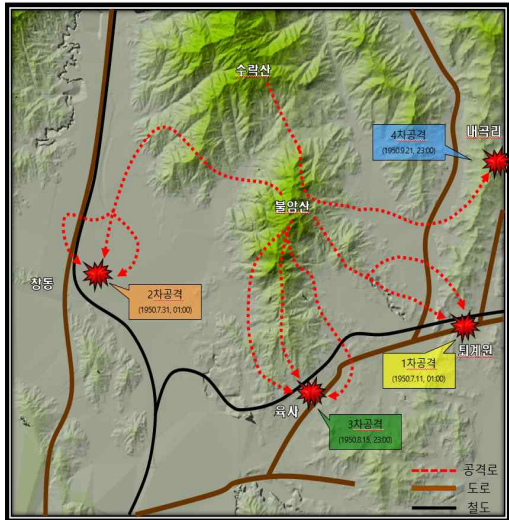 수락산
내곡리
4차공격
(1950.9.21, 23:00)
불암산
창동
2차공격
(1950.7.31, 01:00)
퇴계원
1차공격
(1950.7.11, 01:00)
육사
3차공격
(1950.8.15, 23:00)
공격로
도로
철도